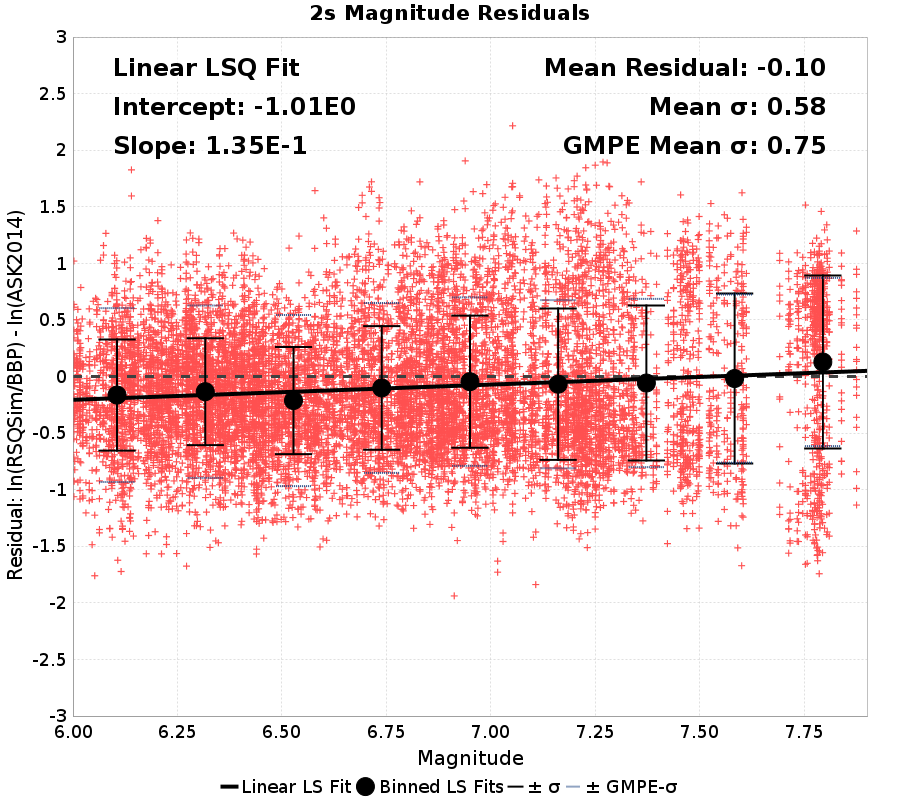 2s Magnitude Residuals
Linear LSQ Fit
Intercept: -1.01E0
Slope: 1.35E-1
Mean Residual: -0.10
Mean σ: 0.58
GMPE Mean σ: 0.75
Residual: ln(RSQSim/BBP) - ln(ASK2014)
3
2.5
2
1.5
1
0.5
0
-0.5
-1
-1.5
-2
-2.5
-3
6.00 6.25 6.50 6.75 7.00 7.25 7.50 7.75
Magnitude
Linear LS Fit Binned LS Fits ± σ ± GMPE-σ